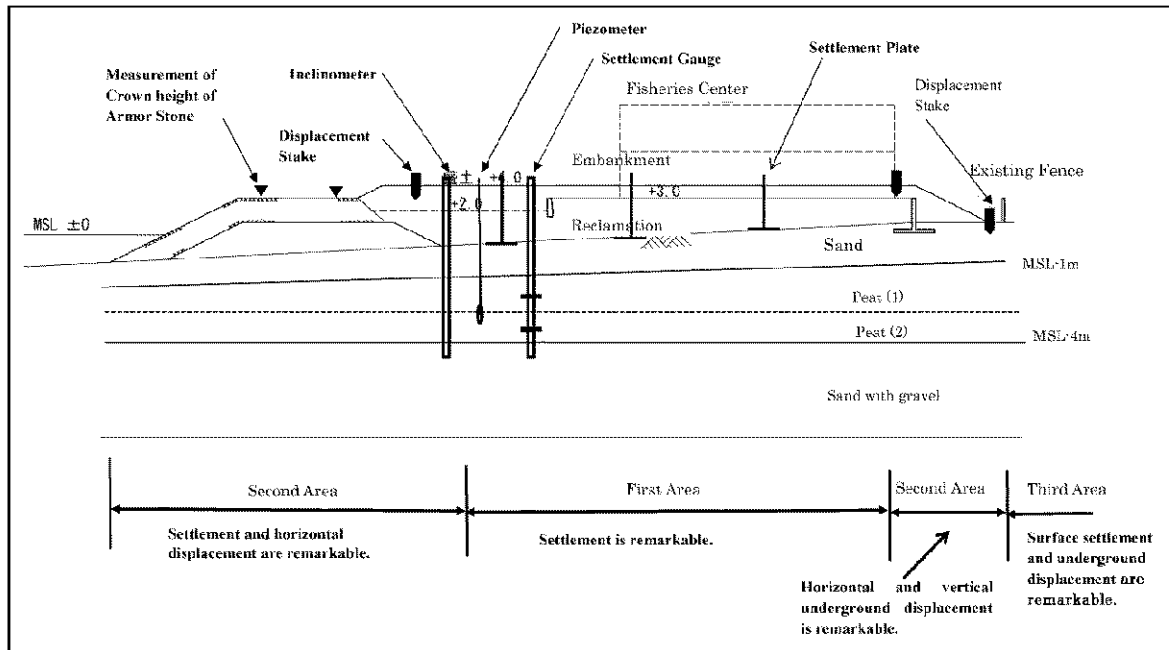 Piezometer
Settlement Gauge
Settlement Plate
Measurement of
Crown height of
Armor Stone
Inclinometer
Fisheries Center
Displacement
Stake
Displacement
Stake
Embankment
Existing Fence
+3.0
+2.0
MSL ±0
Reclamation
Sand
MSL-1m
Peat (1)
Peat (2)
MSL-4m
Sand with gravel
Second Area
First Area
Second Area
Third Area
Settlement and horizontal
displacement are remarkable.
Settlement is remarkable.
Surface settlement
and underground
displacement are
remarkable.
Horizontal and vertical
underground displacement
is remarkable.